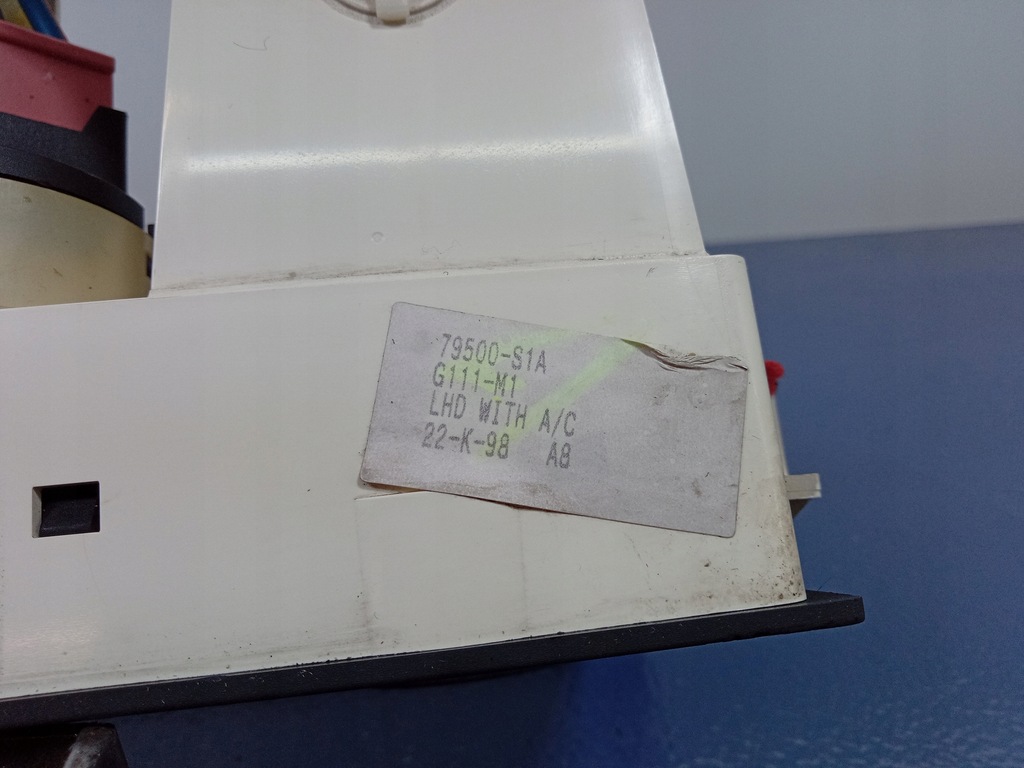 79500-S1A
G111-M1
LHD WITH A/C
22-K-98 A8